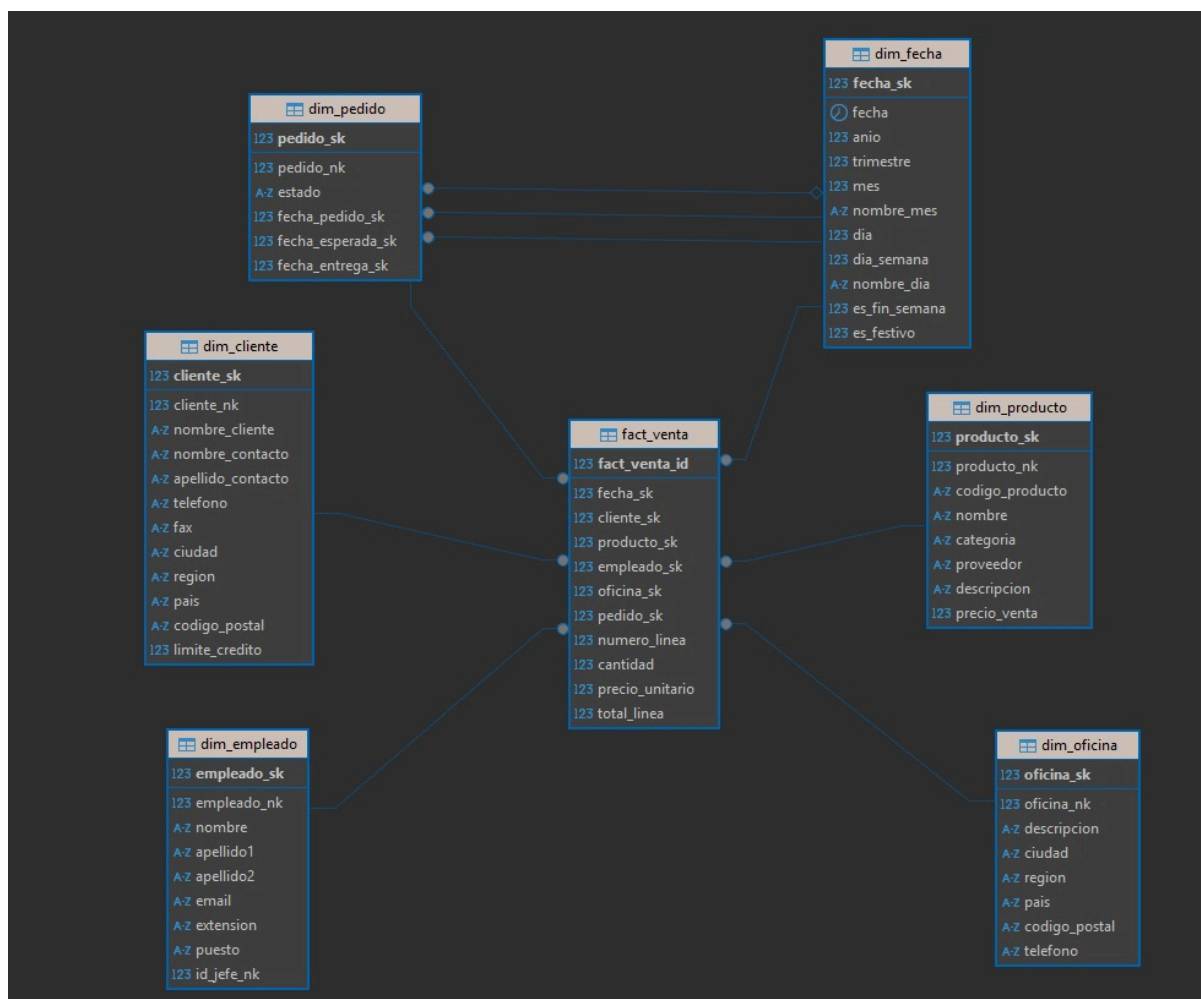 dim_pedido
123 pedido_sk
123 pedido_nk
A-Z estado
123 fecha_pedido_sk
123 fecha_esperada_sk
123 fecha_entrega_sk
dim_fecha
123 fecha_sk
fecha
123 anio
123 trimestre
123 mes
A-Z nombre_mes
123 dia
123 dia_semana
A-Z nombre_dia
123 es_fin_semana
123 es_festivo
dim_cliente
123 cliente_sk
123 cliente_nk
A-Z nombre_cliente
A-Z nombre_contacto
A-Z apellido_contacto
A-Z telefono
A-Z fax
A-Z ciudad
A-Z region
A-Z pais
A-Z codigo_postal
123 limite_credito
fact_venta
123 fact_venta_id
123 fecha_sk
123 cliente_sk
123 producto_sk
123 empleado_sk
123 oficina_sk
123 pedido_sk
123 numero_linea
123 cantidad
123 precio_unitario
123 total_linea
dim_producto
123 producto_sk
123 producto_nk
A-Z codigo_producto
A-Z nombre
A-Z categoria
A-Z proveedor
A-Z descripcion
123 precio_venta
dim_empleado
123 empleado_sk
123 empleado_nk
A-Z nombre
A-Z apellido1
A-Z apellido2
A-Z email
A-Z extension
A-Z puesto
123 id_jefe_nk
dim_oficina
123 oficina_sk
123 oficina_nk
A-Z descripcion
A-Z ciudad
A-Z region
A-Z pais
A-Z codigo_postal
A-Z telefono